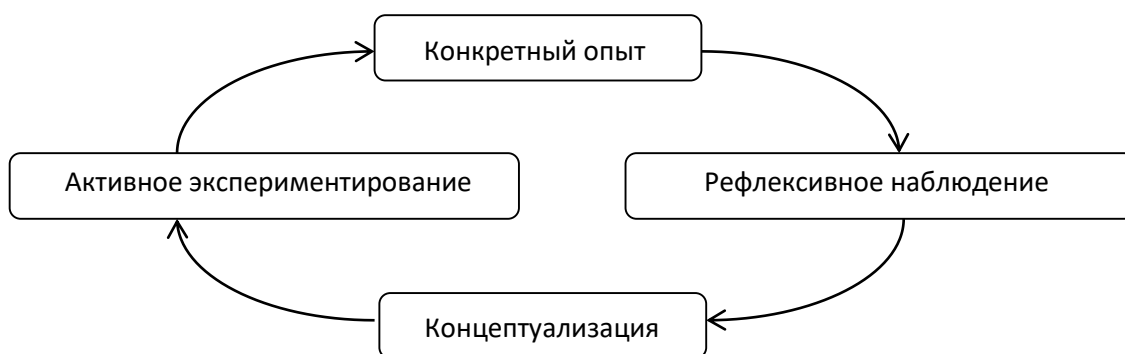 Конкретный опыт
Активное экспериментирование
Рефлексивное наблюдение
Концептуализация